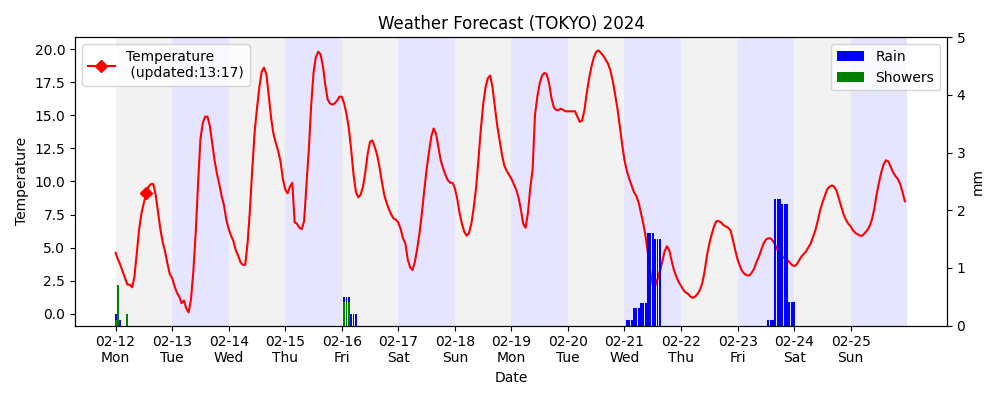 Weather Forecast (TOKYO) 2024
Temperature
(updated:13:17)
Rain
Showers
Temperature
20.0
17.5
15.0
12.5
10.0
7.5
5.0
2.5
0.0
5
4
3
2
1
0
mm
02-12 02-13 02-14 02-15 02-16 02-17 02-18 02-19 02-20 02-21 02-22 02-23 02-24 02-25
Mon Tue Wed Thu Fri Sat Sun Mon Tue Wed Thu Fri Sat Sun
Date